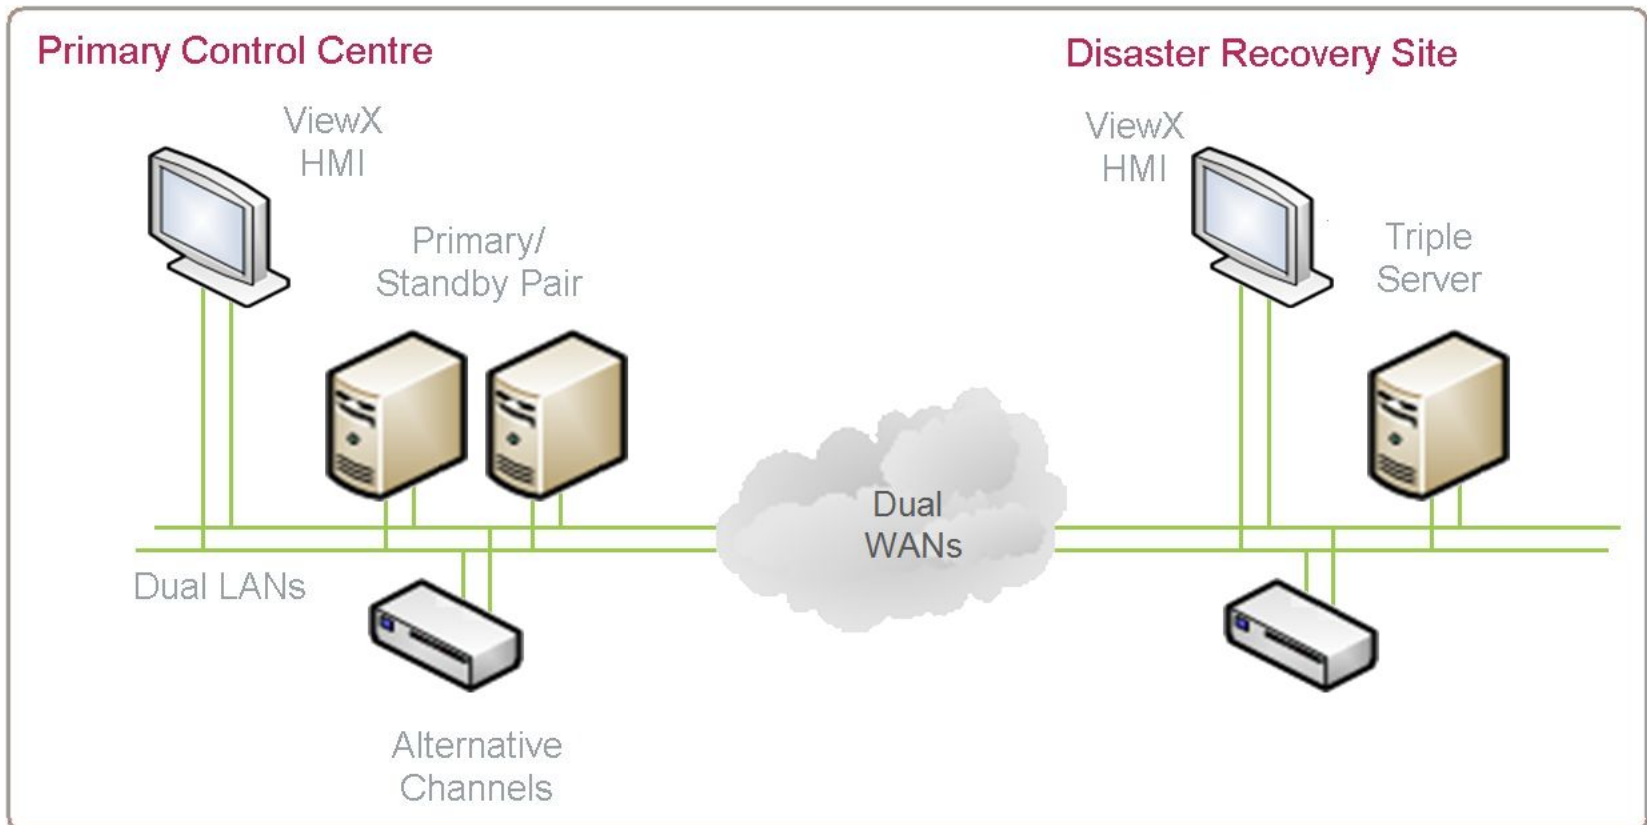 Primary Control Centre
Disaster Recovery Site
ViewX
HMI
Primary/
Standby Pair
ViewX
HMI
Triple
Server
Dual
WANs
Dual LANs
Alternative
Channels